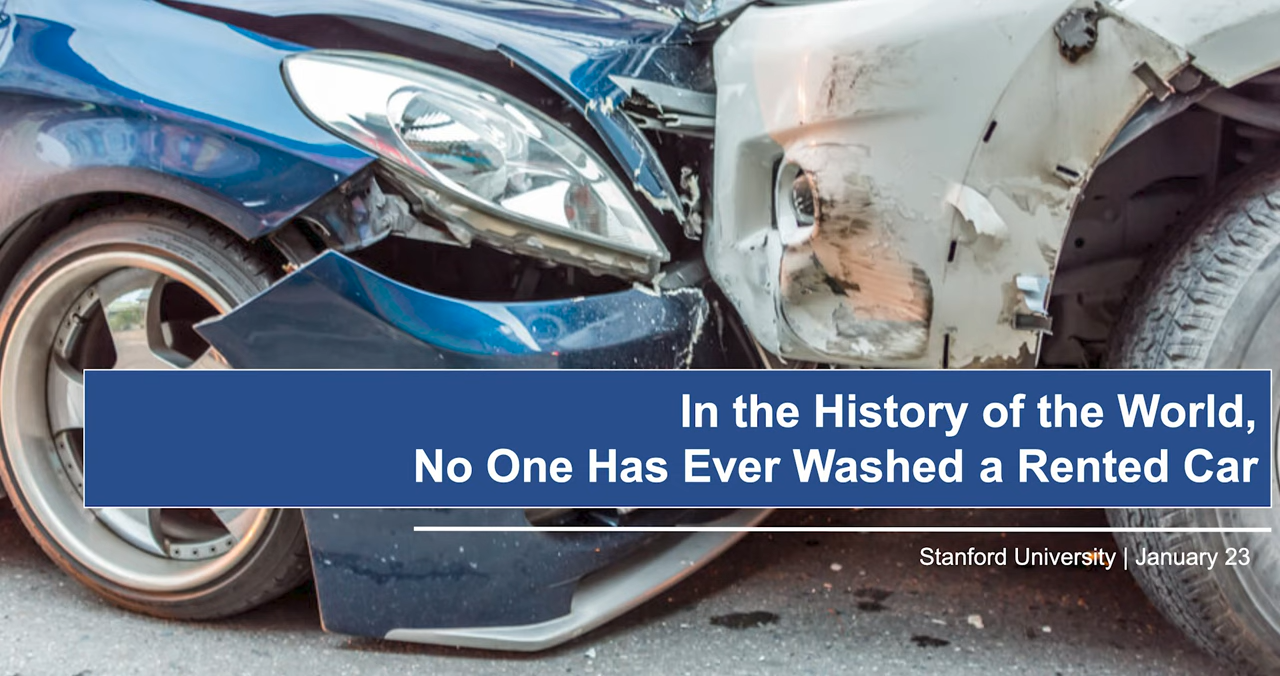 In the History of the World,
No One Has Ever Washed a Rented Car
Stanford University | January 23